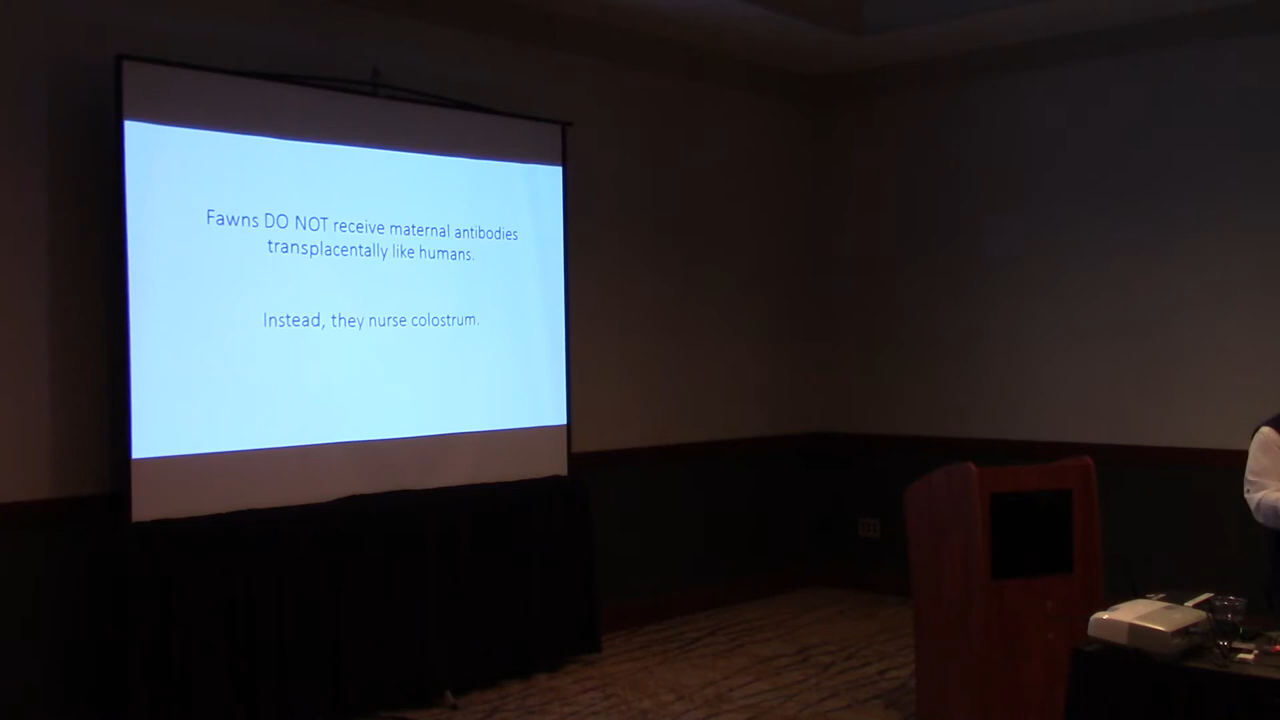 Fawns DO NOT receive maternal antibodies
transplacentally like humans.
Instead, they nurse colostrum.